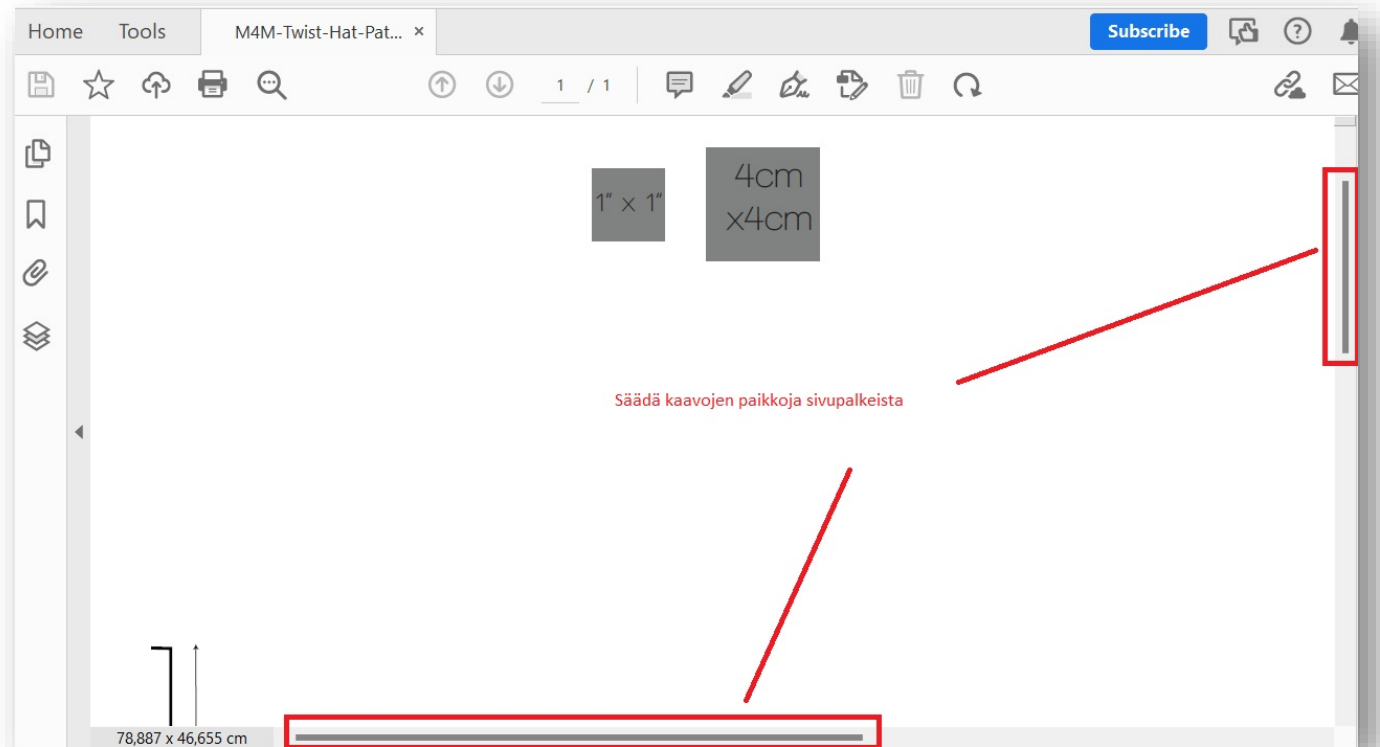 Home Tools M4M-Twist-Hat-Pat... × Subscribe
1 / 1
1" x 1"
4cm
x4cm
Säädä kaavojen paikkoja sivupalkeista
78,887 x 46,655 cm